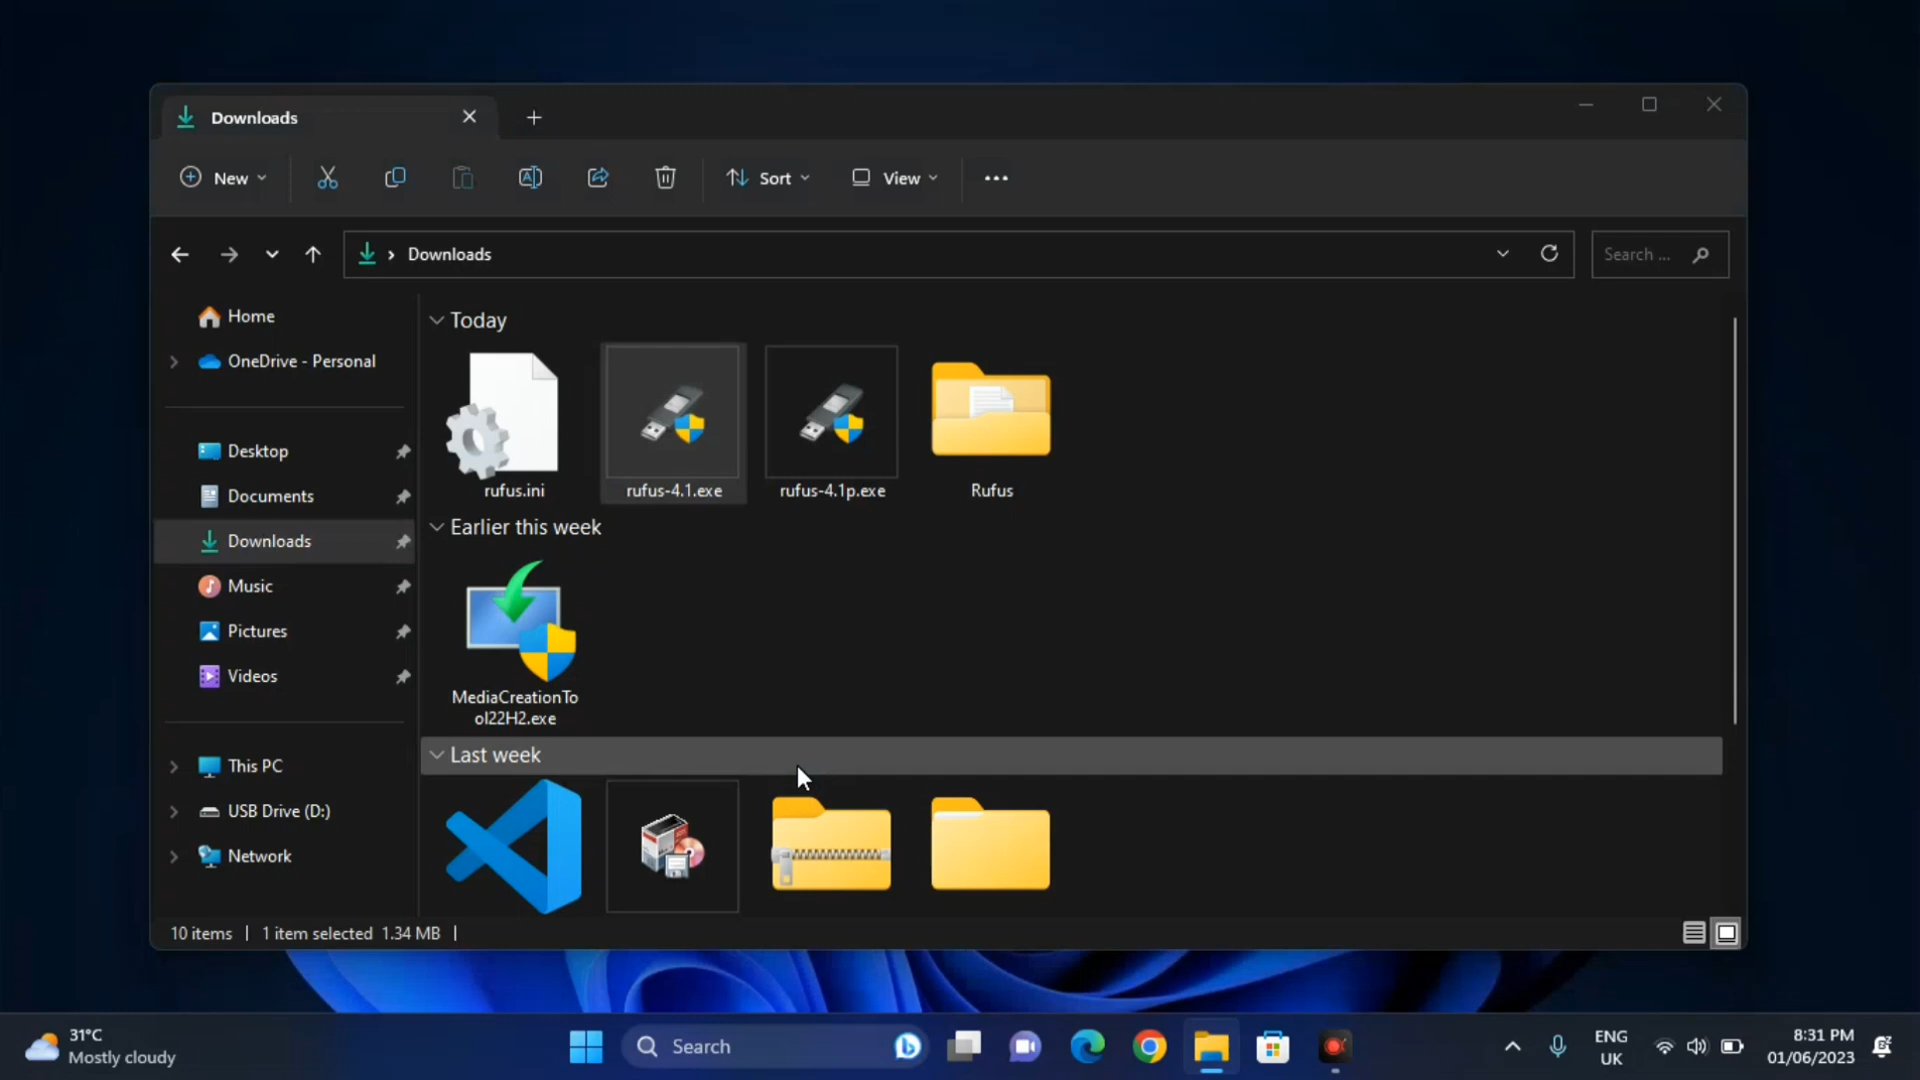 Downloads
New
Sort
View
Downloads
Search ...
Home
OneDrive - Personal
Desktop
Documents
Downloads
Music
Pictures
Videos
This PC
USB Drive (D:)
Network
Today
rufus.ini
rufus-4.1.exe
rufus-4.1p.exe
Rufus
Earlier this week
MediaCreationTo
ol22H2.exe
Last week
10 items
1 item selected 1.34 MB
31°C
Mostly cloudy
Search
ENG
UK
8:31 PM
01/06/2023